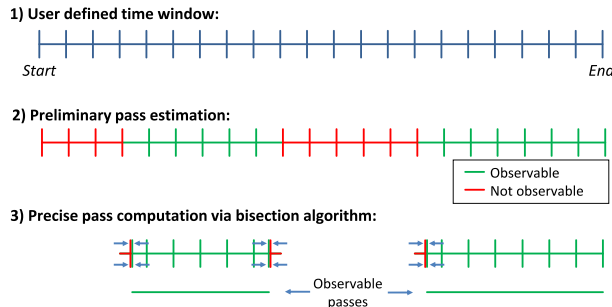 1) User defined time window:
Start
End
2) Preliminary pass estimation:
Observable
Not observable
3) Precise pass computation via bisection algorithm:
Observable
passes